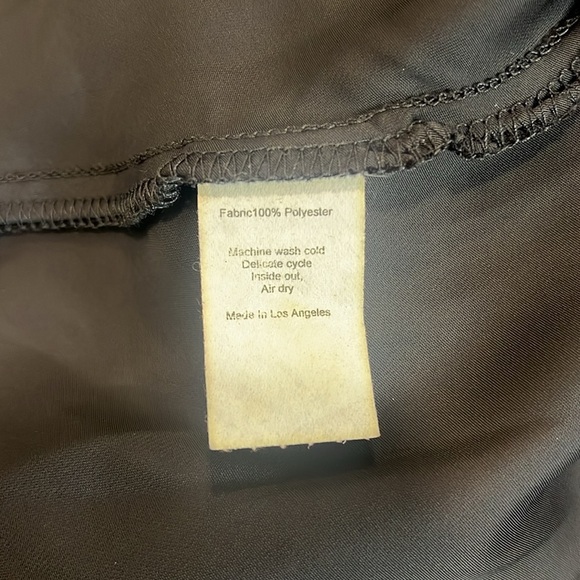 Fabric100% Polyester
Machine wash cold
Delicate cycle
Inside out,
Air dry
Made In Los Angeles